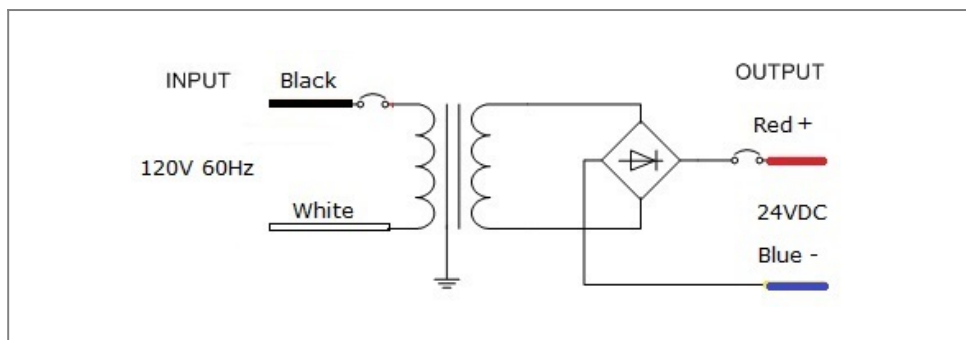 INPUT
Black
OUTPUT
Red +
120V 60Hz
White
24VDC
Blue -